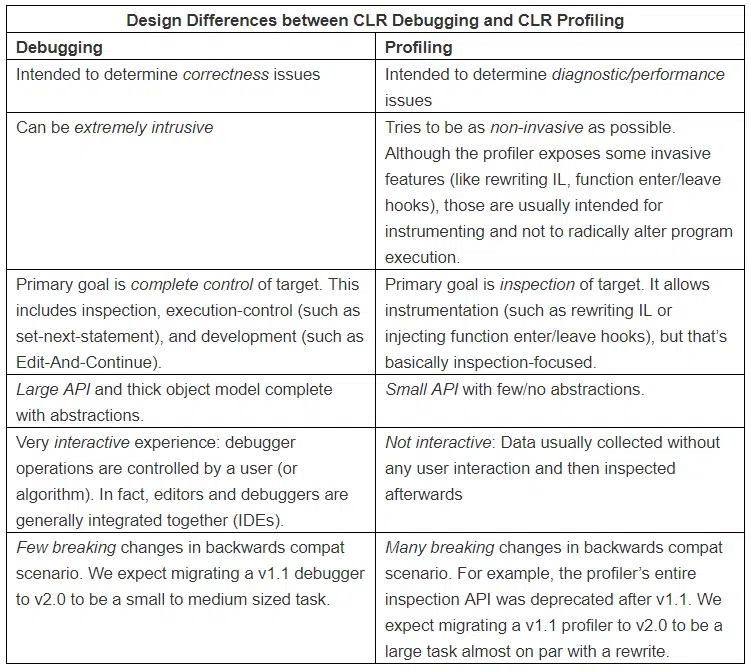 Design Differences between CLR Debugging and CLR Profiling
Debugging
Profiling
Intended to determine correctness issues
Intended to determine diagnostic/performance
issues
Can be extremely intrusive
Tries to be as non-invasive as possible.
Although the profiler exposes some invasive
features (like rewriting IL, function enter/leave
hooks), those are usually intended for
instrumenting and not to radically alter program
execution.
Primary goal is complete control of target. This
includes inspection, execution-control (such as
set-next-statement), and development (such as
Edit-And-Continue).
Primary goal is inspection of target. It allows
instrumentation (such as rewriting IL or
injecting function enter/leave hooks), but that’s
basically inspection-focused.
Large API and thick object model complete
with abstractions.
Small API with few/no abstractions.
Very interactive experience: debugger
operations are controlled by a user (or
algorithm). In fact, editors and debuggers are
generally integrated together (IDEs).
Not interactive: Data usually collected without
any user interaction and then inspected
afterwards
Few breaking changes in backwards compat
scenario. We expect migrating a v1.1 debugger
to v2.0 to be a small to medium sized task.
Many breaking changes in backwards compat
scenario. For example, the profiler’s entire
inspection API was deprecated after v1.1. We
expect migrating a v1.1 profiler to v2.0 to be a
large task almost on par with a rewrite.